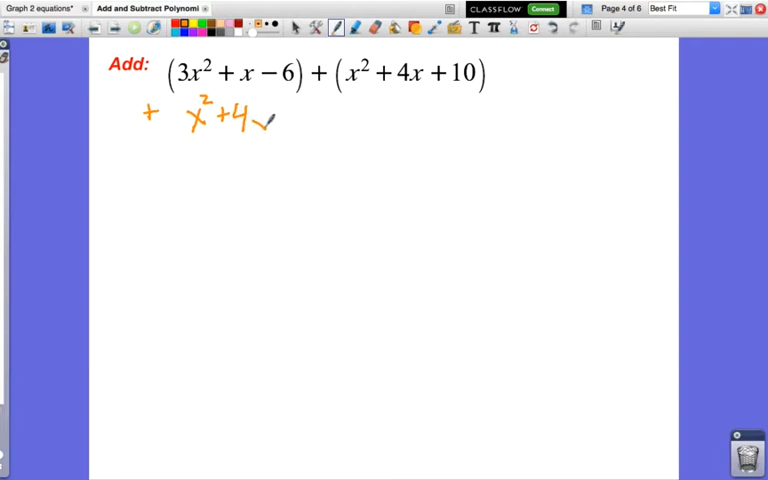 Graph 2 equations*
Add and Subtract Polynomi
CLASSFLOW Connect
Page 4 of 6
Best Fit
Add: (3x² + x − 6) + (x² + 4x + 10)
+ x² + 4